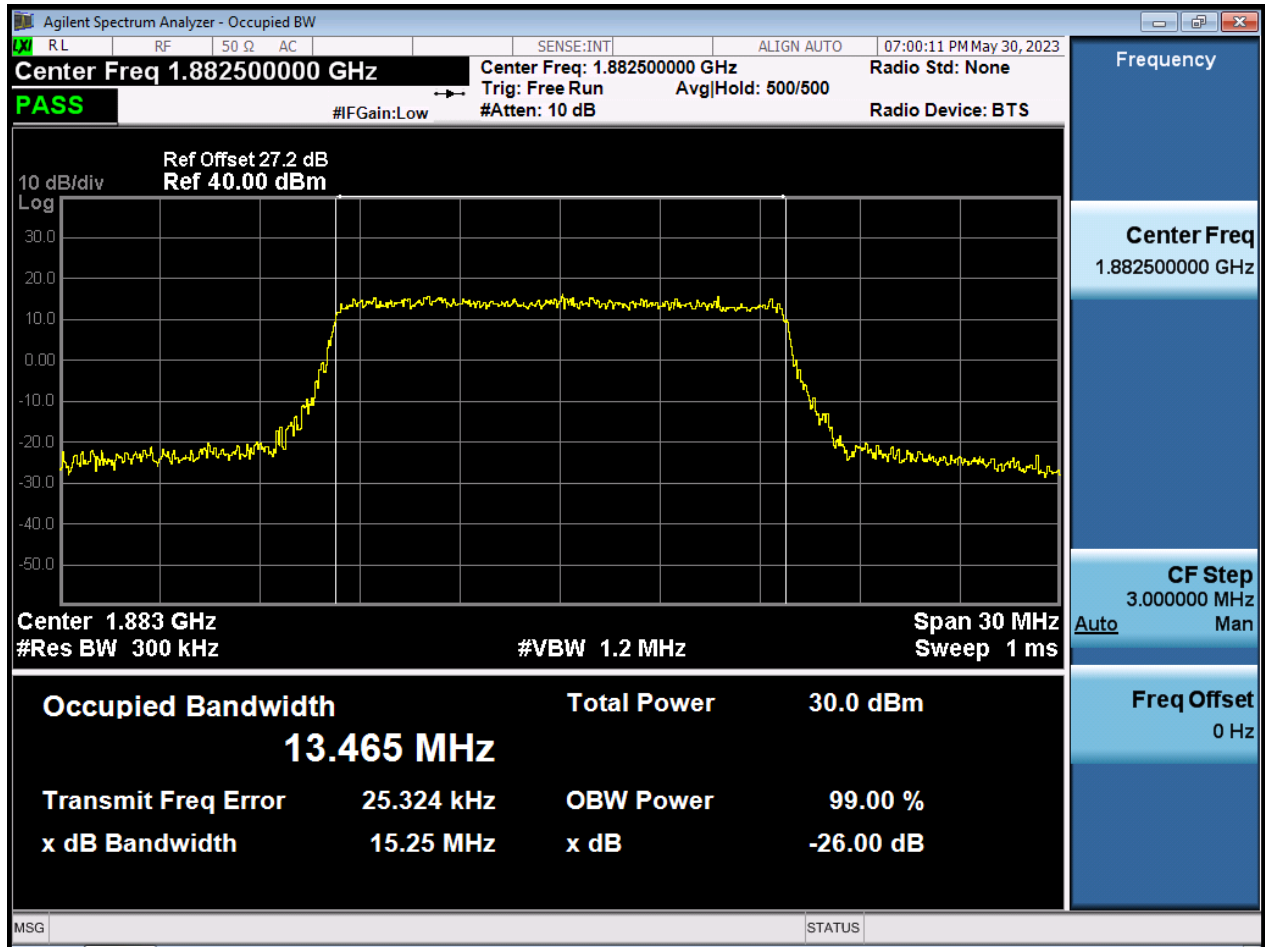 Agilent Spectrum Analyzer - Occupied BW
LXI RL RF 50 Ω AC SENSE:INT ALIGN AUTO 07:00:11 PM May 30, 2023
Center Freq 1.882500000 GHz
Center Freq: 1.882500000 GHz Radio Std: None
Trig: Free Run Avg|Hold: 500/500
PASS
#IFGain:Low #Atten: 10 dB Radio Device: BTS
Ref Offset 27.2 dB
10 dB/div Ref 40.00 dBm
Log
30.0
20.0
10.0
0.00
-10.0
-20.0
-30.0
-40.0
-50.0
Center 1.883 GHz Span 30 MHz
#Res BW 300 kHz #VBW 1.2 MHz Sweep 1 ms
Occupied Bandwidth Total Power 30.0 dBm
13.465 MHz
Transmit Freq Error 25.324 kHz OBW Power 99.00 %
x dB Bandwidth 15.25 MHz x dB -26.00 dB
Frequency
Center Freq
1.882500000 GHz
CF Step
3.000000 MHz
Auto Man
Freq Offset
0 Hz
MSG STATUS